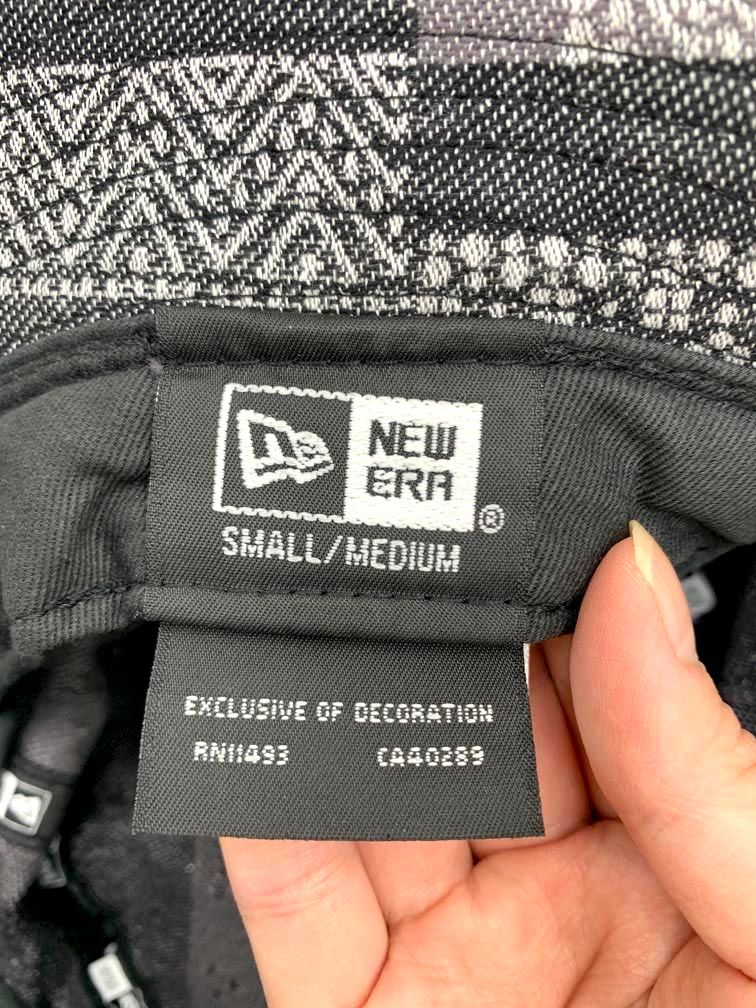 NEW
ERA
®
SMALL/MEDIUM
EXCLUSIVE OF DECORATION
RN11493 CA40289